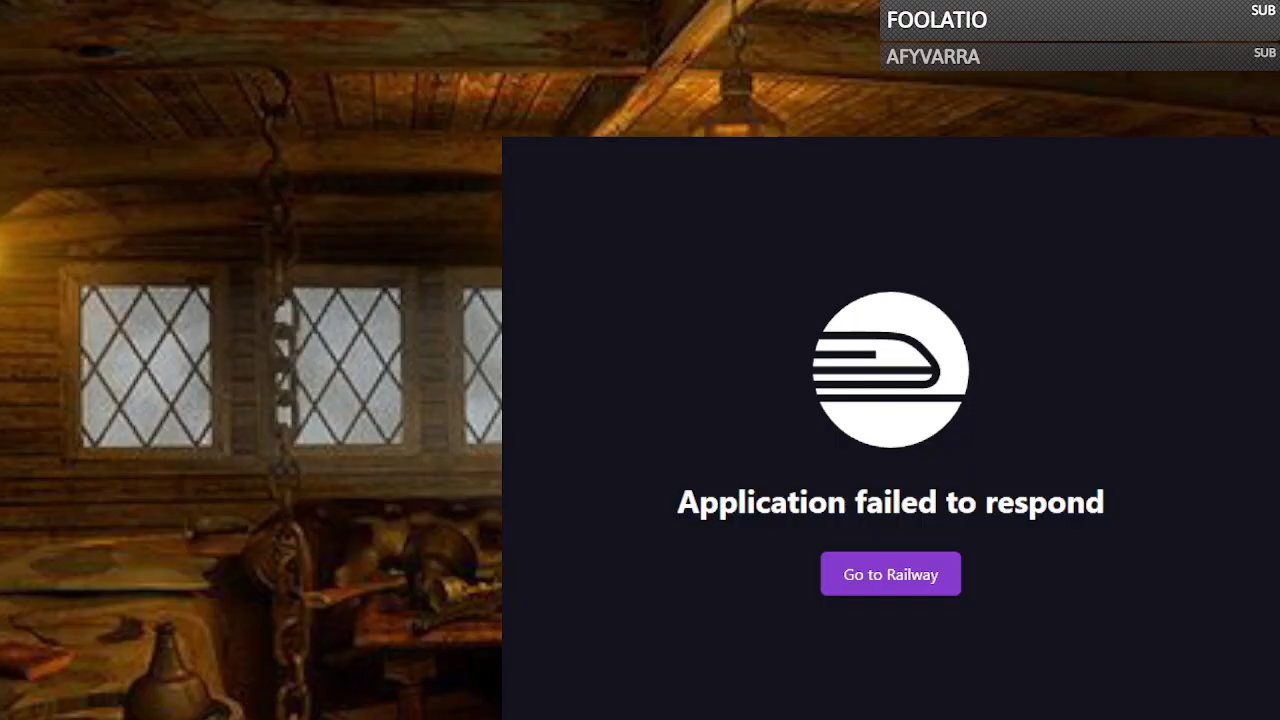 FOOLATIO SUB
AFYVARRA SUB
Application failed to respond
Go to Railway